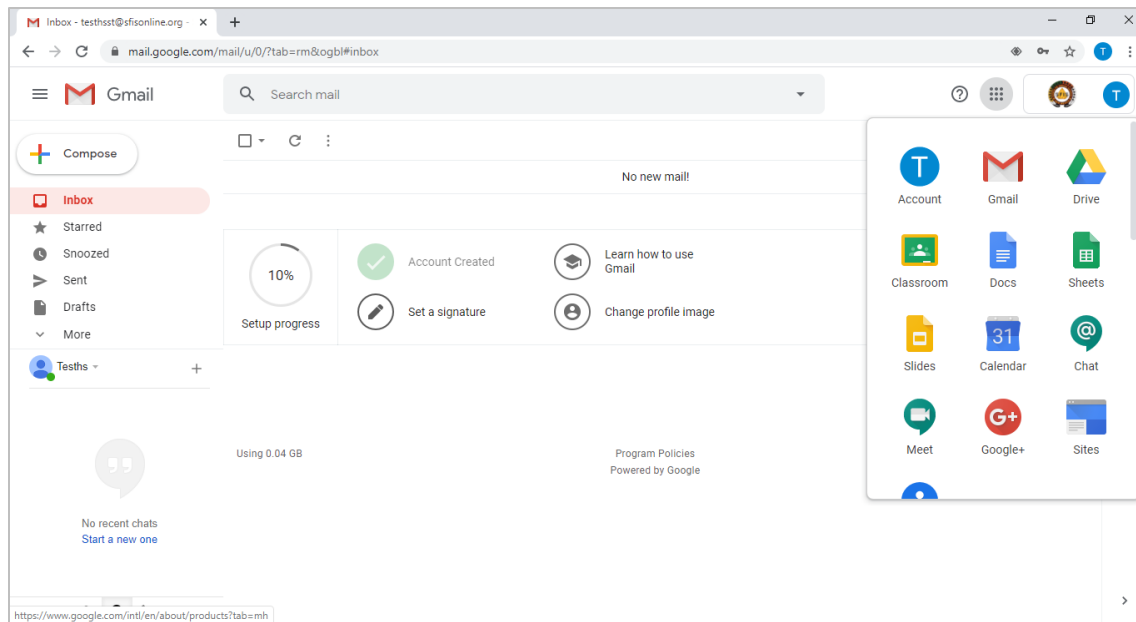 Inbox - testhsst@sfisonline.org -
mail.google.com/mail/u/0/?tab=rm&ogbl#inbox
Gmail
Search mail
T
Compose
No new mail!
Inbox
Starred
Snoozed
Sent
Drafts
More
10%
Setup progress
Account Created
Learn how to use
Gmail
Set a signature
Change profile image
Testhsst
Using 0.04 GB
Program Policies
Powered by Google
No recent chats
Start a new one
T
T
Account
Gmail
Drive
Classroom
Docs
Sheets
Slides
31
Calendar
Chat
Meet
G+
Google+
Sites
https://www.google.com/intl/en/about/products?tab=mh